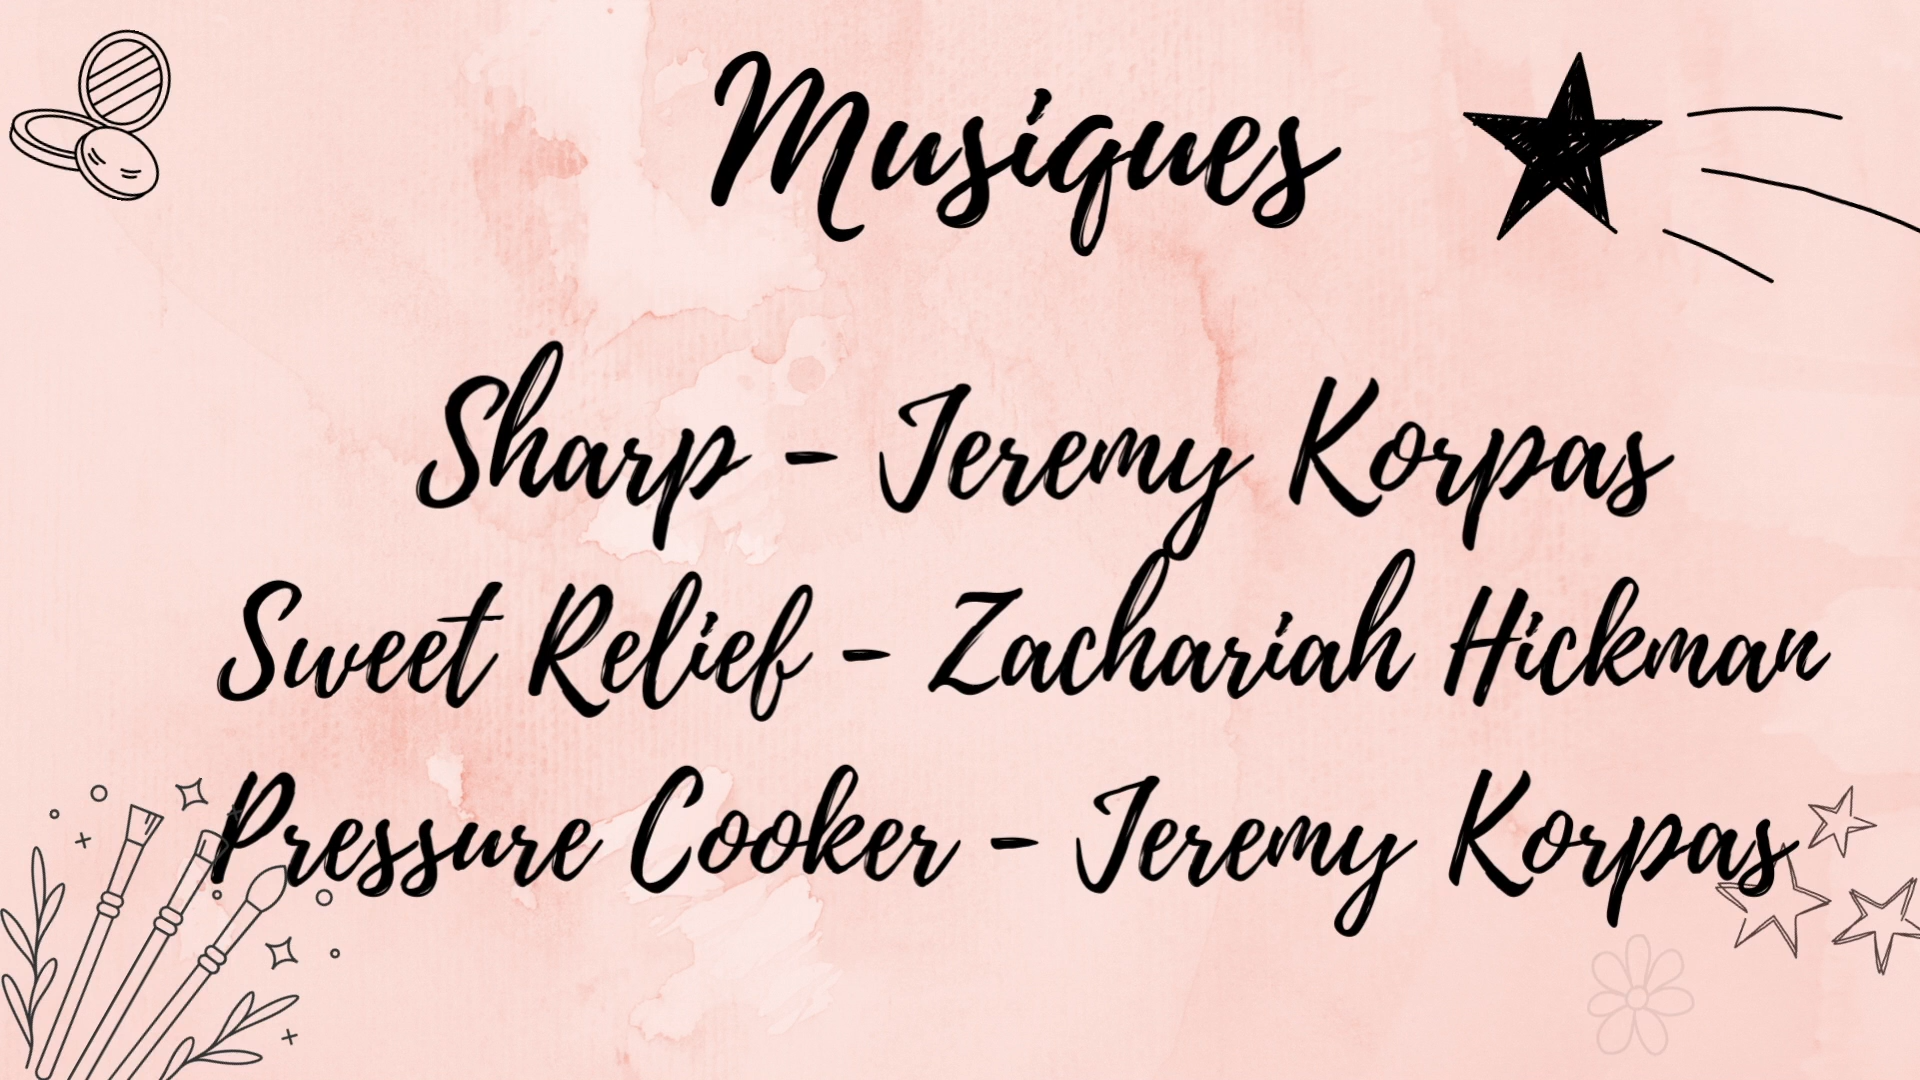 Musiques
Sharp - Jeremy Korpas
Sweet Relief - Zachariah Hickman
Pressure Cooker - Jeremy Korpas